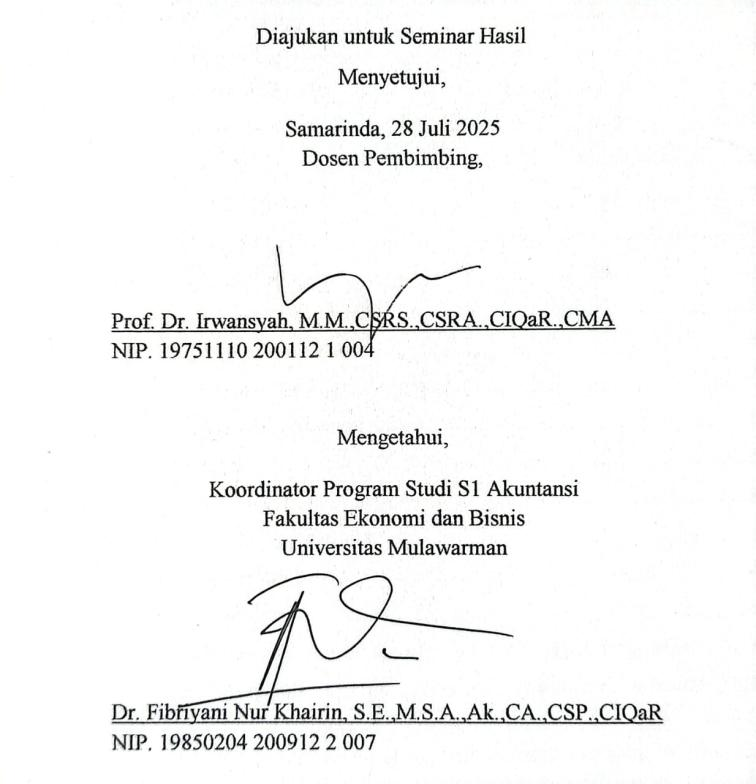 Diajukan untuk Seminar Hasil
Menyetujui,
Samarinda, 28 Juli 2025
Dosen Pembimbing,
Prof. Dr. Irwansyah, M.M.,CSRS.,CSRA.,CIQaR.,CMA
NIP. 19751110 200112 1 004
Mengetahui,
Koordinator Program Studi S1 Akuntansi
Fakultas Ekonomi dan Bisnis
Universitas Mulawarman
Dr. Fibriyani Nur Khairin, S.E.,M.S.A.,Ak.,CA.,CSP.,CIQaR
NIP. 19850204 200912 2 007